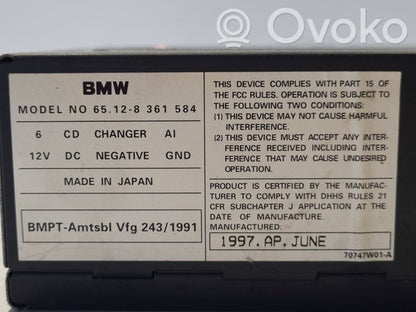 Ovoko
BMW
MODEL NO 65.12-8 361 584
6 CD CHANGER AI
12V DC NEGATIVE GND
MADE IN JAPAN
BMPT-Amtsbl Vfg 243/1991
THIS DEVICE COMPLIES WITH PART 15 OF
THE FCC RULES. OPERATION IS SUBJECT TO
THE FOLLOWING TWO CONDITIONS:
(1) THIS DEVICE MAY NOT CAUSE HARMFUL
INTERFERENCE.
(2) THIS DEVICE MUST ACCEPT ANY INTER-
FERENCE RECEIVED INCLUDING INTER-
FERENCE THAT MAY CAUSE UNDESIRED
OPERATION.
PRODUCT IS CERTIFIED BY THE MANUFAC-
TURER TO COMPLY WITH DHHS RULES 21
CFR SUBCHAPTER J APPLICATION AT THE
DATE OF MANUFACTURE.
MANUFACTURED:
1997.AP.JUNE
70747W01-A